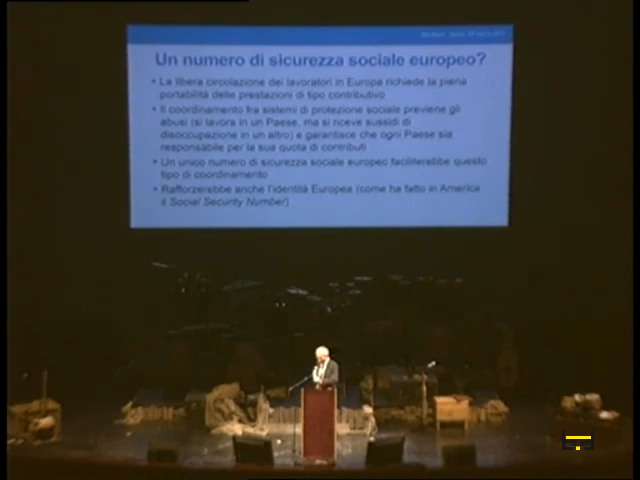 Un numero di sicurezza sociale europeo?
• La libera circolazione dei lavoratori in Europa richiede la piena
portabilità delle prestazioni di tipo contributivo
• Il coordinamento fra sistemi di protezione sociale previene gli
abusi (si lavora in un Paese, ma si riceve sussidi di
disoccupazione in un altro) e garantisce che ogni Paese sia
responsabile per la sua quota di contributi
• Un unico numero di sicurezza sociale europeo faciliterebbe questo
tipo di coordinamento
• Rafforzerebbe anche l'identità Europea (come ha fatto in America
il Social Security Number)